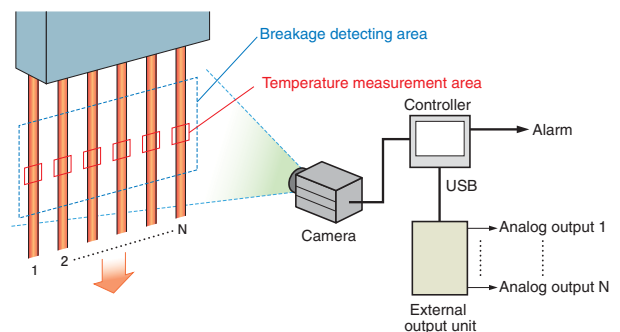 Breakage detecting area
Temperature measurement area
Controller
Alarm
USB
Camera
N
1
2
Analog output 1
Analog output N
External
output unit